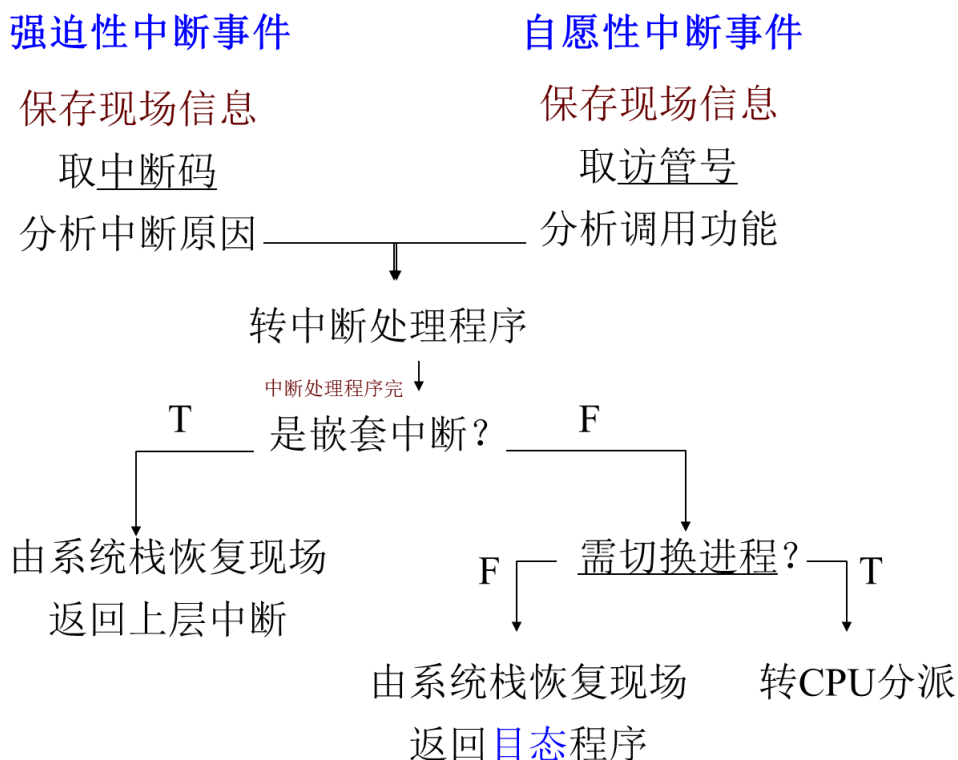 强迫性中断事件
自愿性中断事件
保存现场信息
保存现场信息
取中断码
取访管号
分析中断原因
分析调用功能
转中断处理程序
中断处理程序完
T
是嵌套中断？
F
由系统栈恢复现场
返回上层中断
F
需切换进程？
T
由系统栈恢复现场
返回目态程序
转CPU分派